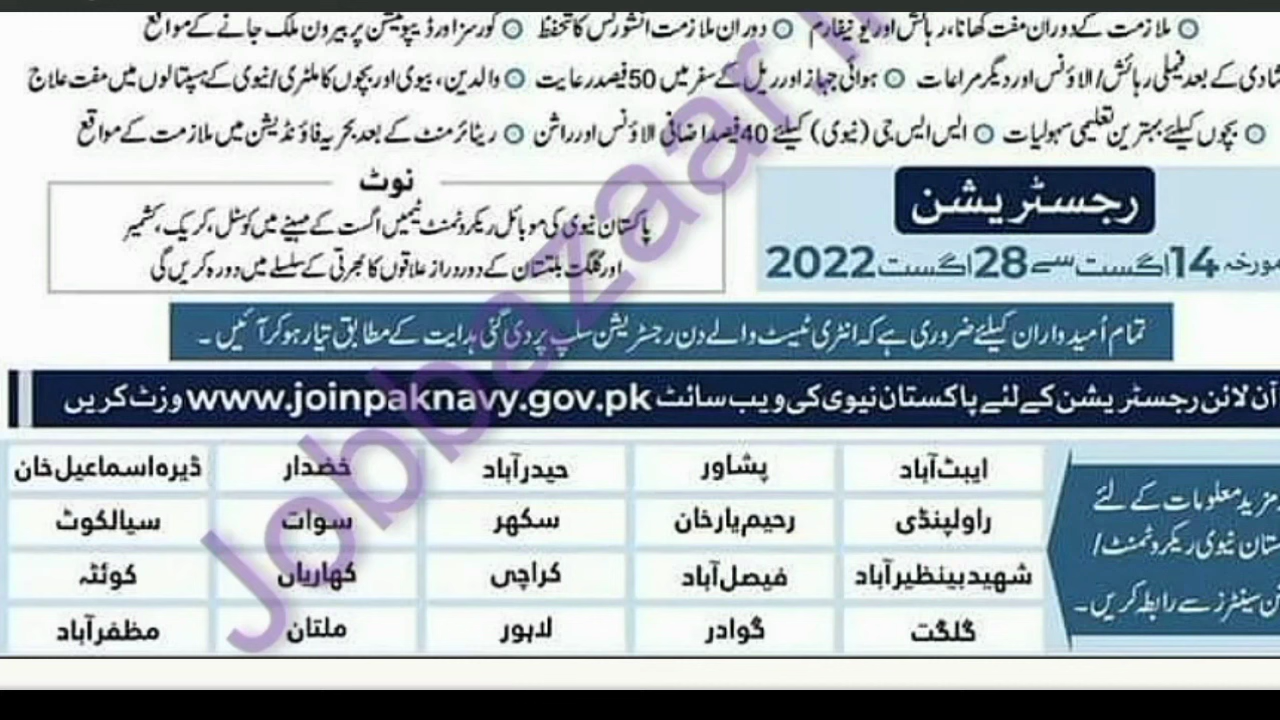 ملازمت کے دوران مفت کھانا، رہائش اور یونیفارم ○ دوران ملازمت انشورنس کا تحفظ ○ کورسز اور ڈیپوٹیشن پر بیرون ملک جانے کے مواقع
شادی کے بعد فیملی رہائش/الاؤنس اور دیگر مراعات ○ ہوائی جہاز اور ریل کے سفر میں 50 فیصد رعایت ○ والدین، بیوی اور بچوں کا ملٹری/نیوی کے ہسپتالوں میں مفت علاج
بچوں کیلئے بہترین تعلیمی سہولیات ○ ایس ایس جی (نیوی) کیلئے 40 فیصد اضافی الاؤنس اور راشن ○ ریٹائرمنٹ کے بعد بحریہ فاؤنڈیشن میں ملازمت کے مواقع
رجسٹریشن
مورخہ 14 اگست سے 28 اگست 2022
نوٹ
پاکستان نیوی کی موبائل ریکروٹمنٹ ٹیمیں اگست کے مہینے میں کوسٹل، کریک، کشمیر
اور گلگت بلتستان کے دور دراز علاقوں کا بھرتی کے سلسلے میں دورہ کریں گی
تمام اُمیدواران کیلئے ضروری ہے کہ انٹری ٹیسٹ والے دن رجسٹریشن سلپ پر دی گئی ہدایت کے مطابق تیار ہو کر آئیں۔
آن لائن رجسٹریشن کے لئے پاکستان نیوی کی ویب سائٹ www.joinpaknavy.gov.pk وزٹ کریں
مزید معلومات کے لئے
نیوی ریکروٹمنٹ/
سینٹرز سے رابطہ کریں۔
ایبٹ آباد پشاور حیدرآباد خضدار ڈیرہ اسماعیل خان
راولپنڈی رحیم یار خان سکھر سوات سیالکوٹ
شہید بینظیر آباد فیصل آباد کراچی کھاریاں کوئٹہ
گلگت گوادر لاہور ملتان مظفرآباد
Jobbazaar